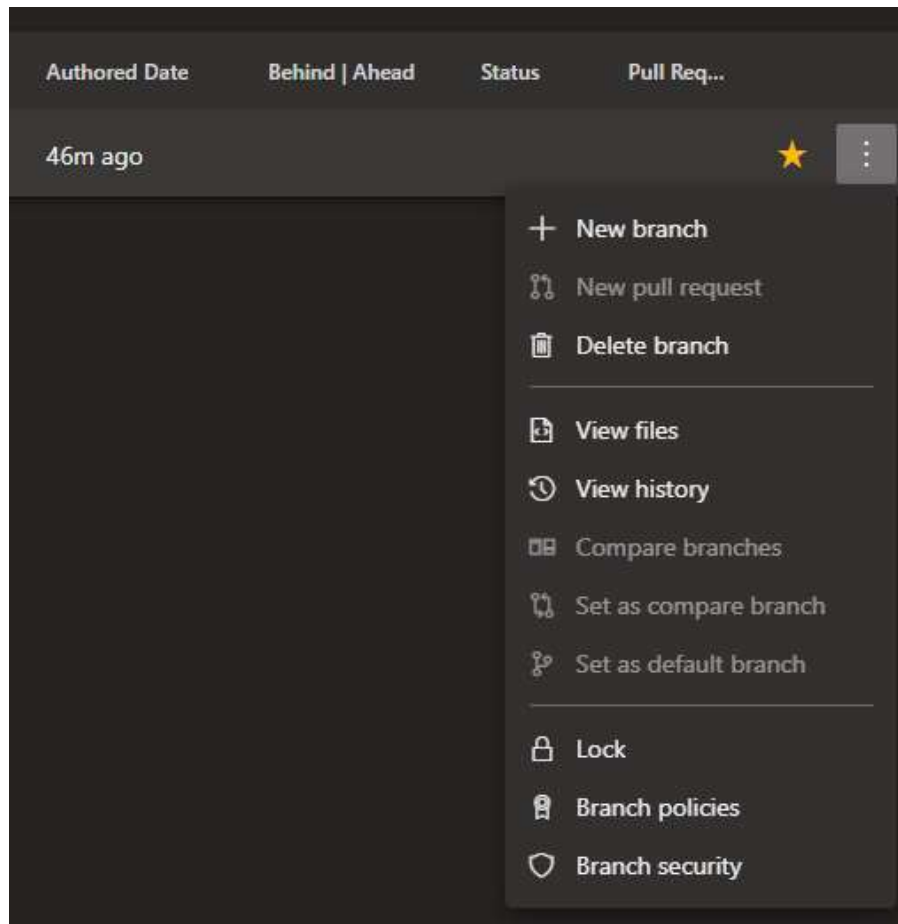 Authored Date Behind | Ahead Status Pull Req...
46m ago
New branch
New pull request
Delete branch
View files
View history
Compare branches
Set as compare branch
Set as default branch
Lock
Branch policies
Branch security